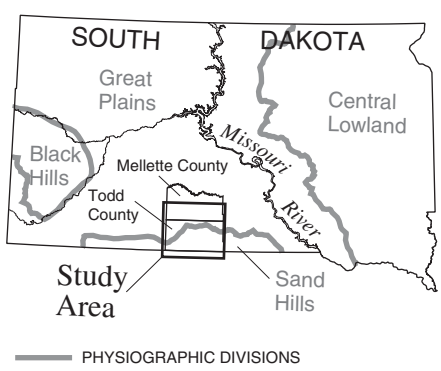 SOUTH DAKOTA
Great
Plains
Central
Lowland
Missouri
River
Black
Hills
Mellette County
Todd
County
Study
Area
Sand
Hills
PHYSIOGRAPHIC DIVISIONS